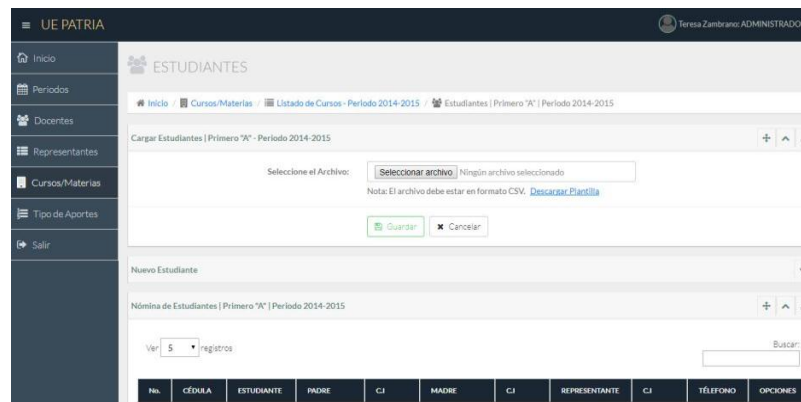 UE PATRIA
Teresa Zambrano: ADMINISTRADO
Inicio
Periodos
Docentes
Representantes
Cursos/Materias
Tipo de Aportes
Salir
ESTUDIANTES
Inicio / Cursos/Materias / Listado de Cursos - Periodo 2014-2015 / Estudiantes | Primero "A" | Periodo 2014-2015
Cargar Estudiantes | Primero "A" - Periodo 2014-2015
Seleccione el Archivo: Seleccionar archivo Ningún archivo seleccionado
Nota: El archivo debe estar en formato CSV. Descargar Plantilla
Guardar Cancelar
Nuevo Estudiante
Nómina de Estudiantes | Primero "A" | Periodo 2014-2015
Ver 5 registros
Buscar:
No. CÉDULA ESTUDIANTE PADRE C.I MADRE C.I REPRESENTANTE C.I TÉLEFONO OPCIONES